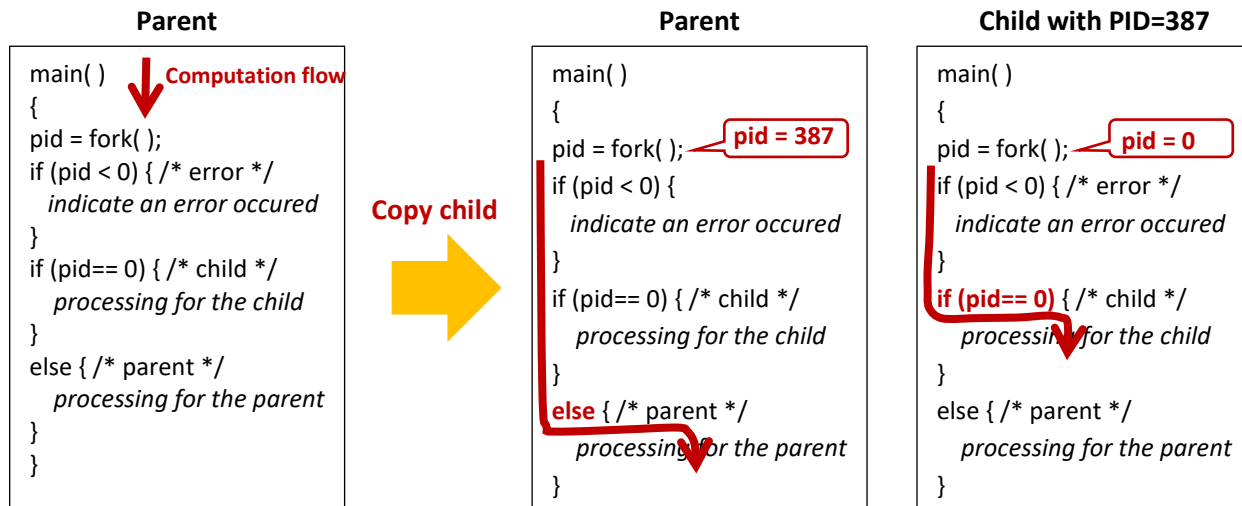 Parent
main( )
Computation flow
{
pid = fork( );
if (pid < 0) { /* error */
indicate an error occured
}
if (pid== 0) { /* child */
processing for the child
}
else { /* parent */
processing for the parent
}
}
Copy child
Parent
main( )
{
pid = fork( );
pid = 387
if (pid < 0) {
indicate an error occured
}
if (pid== 0) { /* child */
processing for the child
}
else { /* parent */
processing for the parent
}
Child with PID=387
main( )
{
pid = fork( );
pid = 0
if (pid < 0) { /* error */
indicate an error occured
}
if (pid== 0) { /* child */
processing for the child
}
else { /* parent */
processing for the parent
}